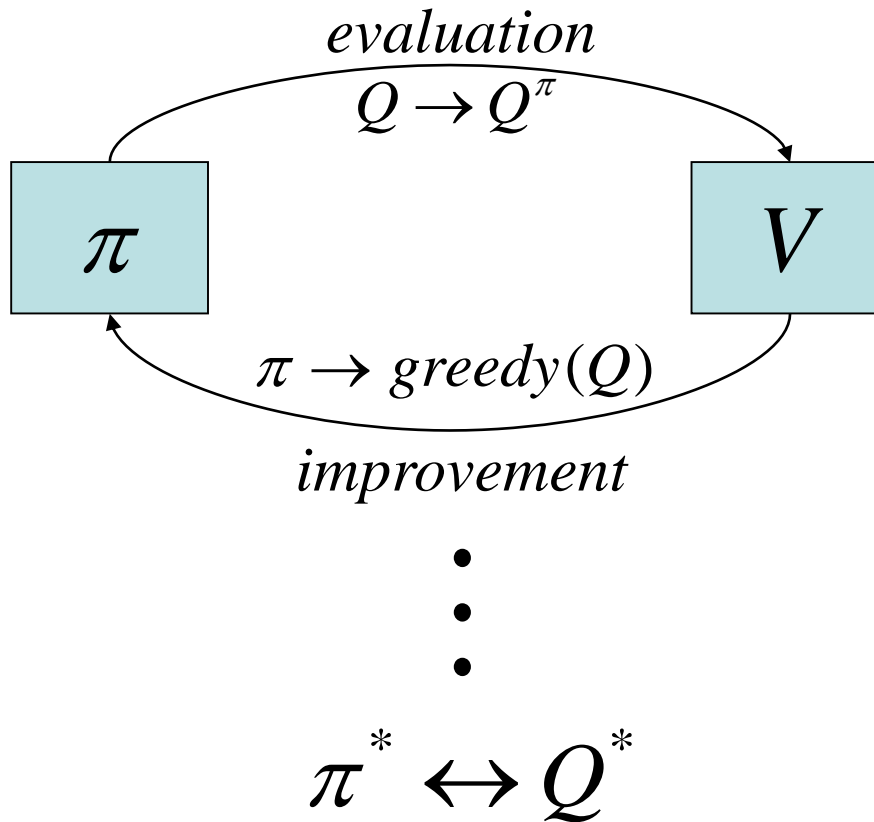 evaluation
Q → Q^π
π V
π → greedy(Q)
improvement
π* ↔ Q*